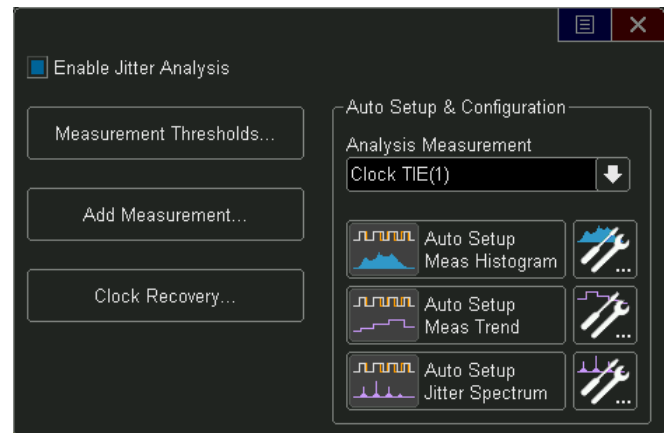 Enable Jitter Analysis
Measurement Thresholds...
Add Measurement...
Clock Recovery...
Auto Setup & Configuration
Analysis Measurement
Clock TIE(1)
Auto Setup
Meas Histogram
...
Auto Setup
Meas Trend
...
Auto Setup
Jitter Spectrum
...